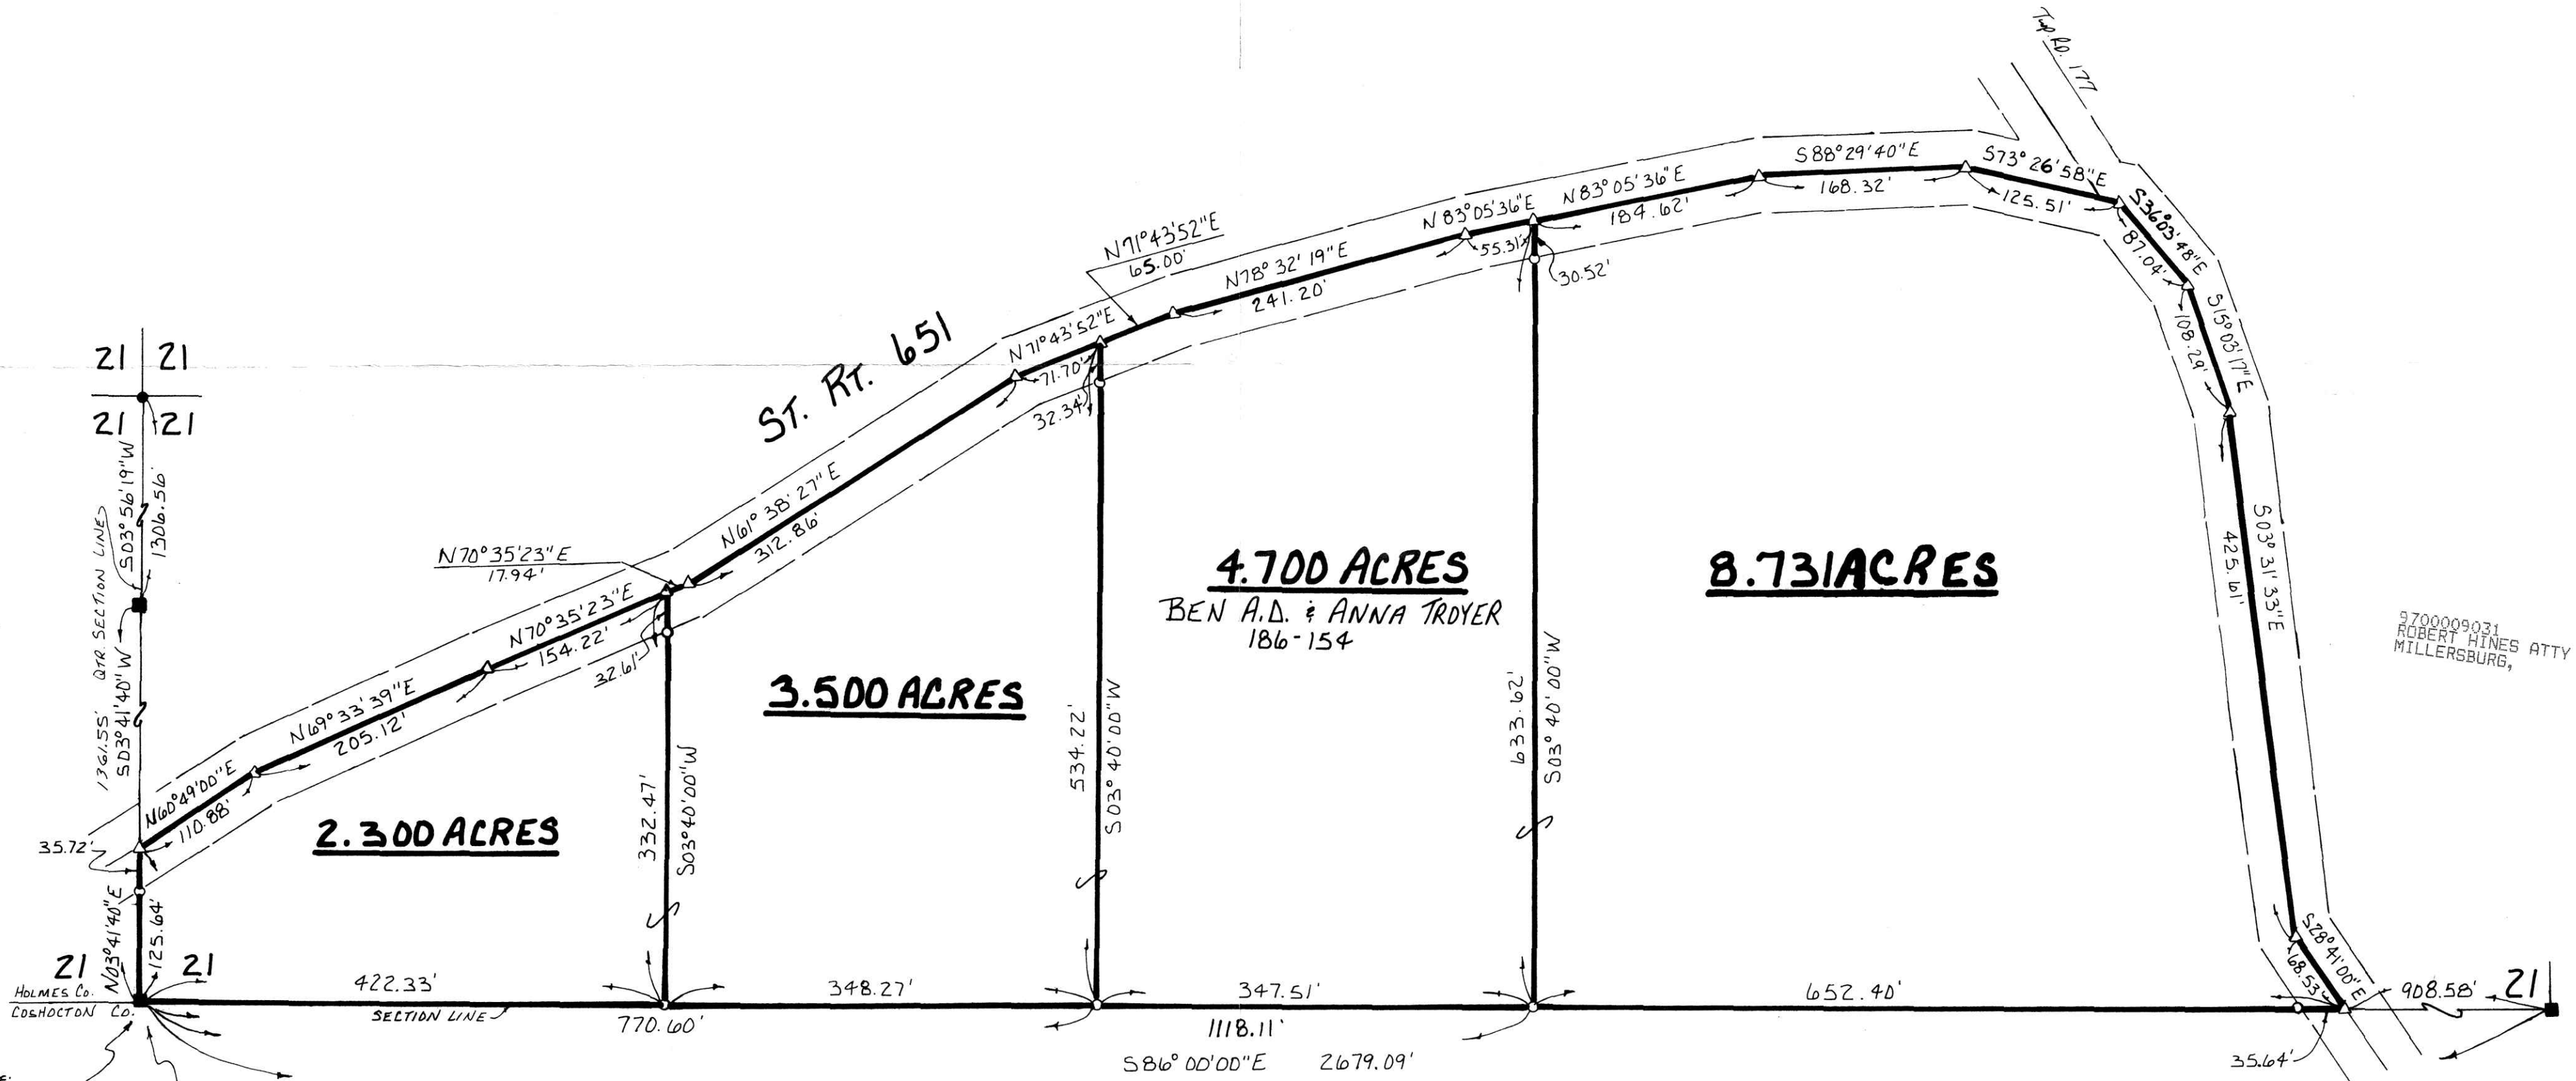 Twp. RD. 177
S88°29'40"E
168.32'
S73°26'58"E
125.51'
S36°03'48"E
87.04'
N83°05'36"E
184.62'
N83°05'36"E
55.31'
30.52'
N71°43'52"E
65.00'
N78°32'19"E
241.20'
S15°03'17"E
108.29'
ST. RT. 651
N71°43'52"E
71.70'
32.34'
21 21
21 21
S03°56'19"W
1306.56'
QTR. SECTION LINE
1361.55'
S03°41'40"W
N61°38'27"E
312.86'
N70°35'23"E
17.94'
N70°35'23"E
154.22'
32.61'
4.700 ACRES
BEN A.D. & ANNA TROYER
186-154
8.731 ACRES
S03°31'33"E
425.61'
9700009031
ROBERT HINES ATTY
MILLERSBURG,
N69°33'39"E
205.12'
3.500 ACRES
534.22'
S03°40'00"W
633.62'
S03°40'00"W
N60°49'00"E
110.88'
35.72'
2.300 ACRES
332.47'
S03°40'00"W
N03°41'40"E
125.64'
21 21
HOLMES CO.
COSHOCTON CO.
422.33'
SECTION LINE
348.27'
347.51'
652.40'
S28°41'00"E
68.53'
908.58'
21
770.60'
1118.11'
35.64'
S86°00'00"E 2679.09'